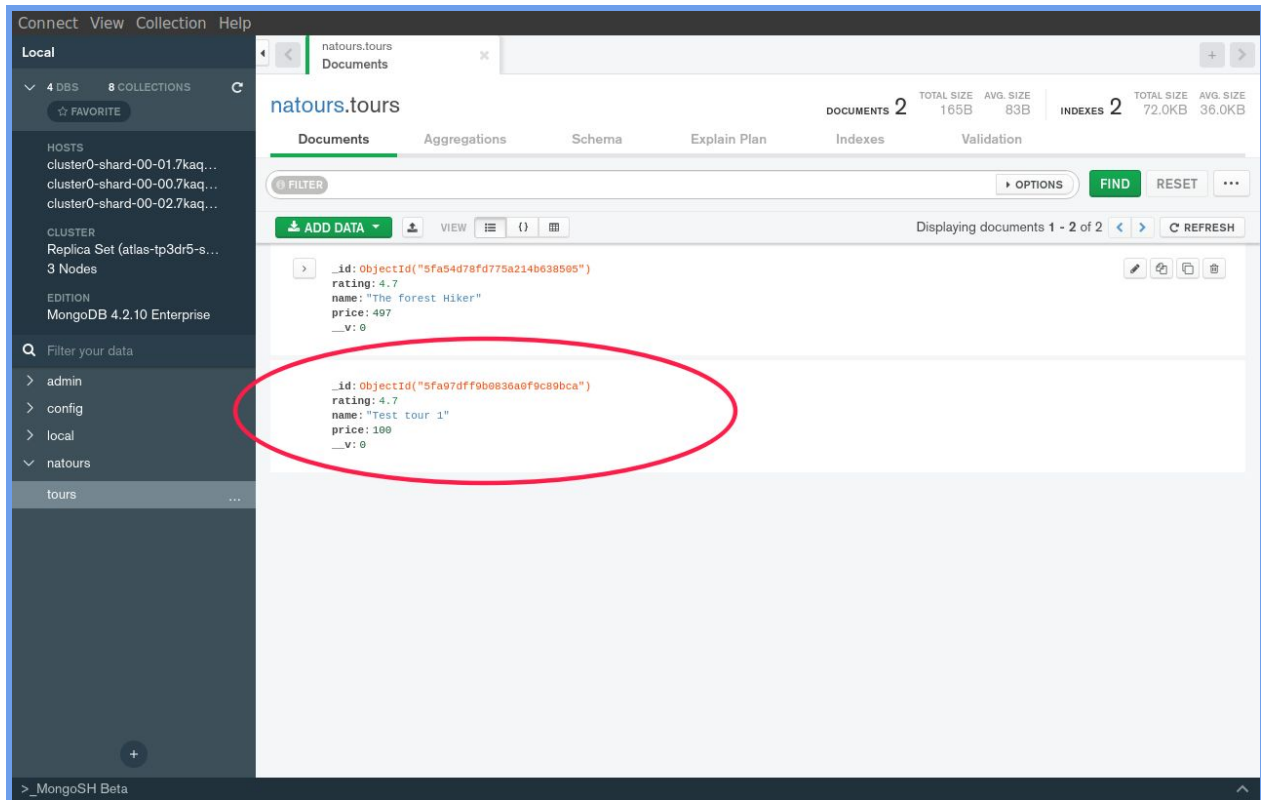 Connect View Collection Help
Local
4 DBS 8 COLLECTIONS
FAVORITE
HOSTS
cluster0-shard-00-01.7kaq...
cluster0-shard-00-00.7kaq...
cluster0-shard-00-02.7kaq...
CLUSTER
Replica Set (atlas-tp3dr5-s...
3 Nodes
EDITION
MongoDB 4.2.10 Enterprise
Filter your data
admin
config
local
natours
tours ...
>_MongoSH Beta
natours.tours
Documents
natours.tours
DOCUMENTS 2 TOTAL SIZE 165B AVG. SIZE 83B INDEXES 2 TOTAL SIZE 72.0KB AVG. SIZE 36.0KB
Documents Aggregations Schema Explain Plan Indexes Validation
FILTER OPTIONS FIND RESET ...
ADD DATA VIEW {} Displaying documents 1 - 2 of 2 REFRESH
_id: ObjectId("5fa54d78fd775a214b638505")
rating: 4.7
name: "The forest Hiker"
price: 497
__v: 0
_id: ObjectId("5fa97dff9b0836a0f9c89bca")
rating: 4.7
name: "Test tour 1"
price: 100
__v: 0